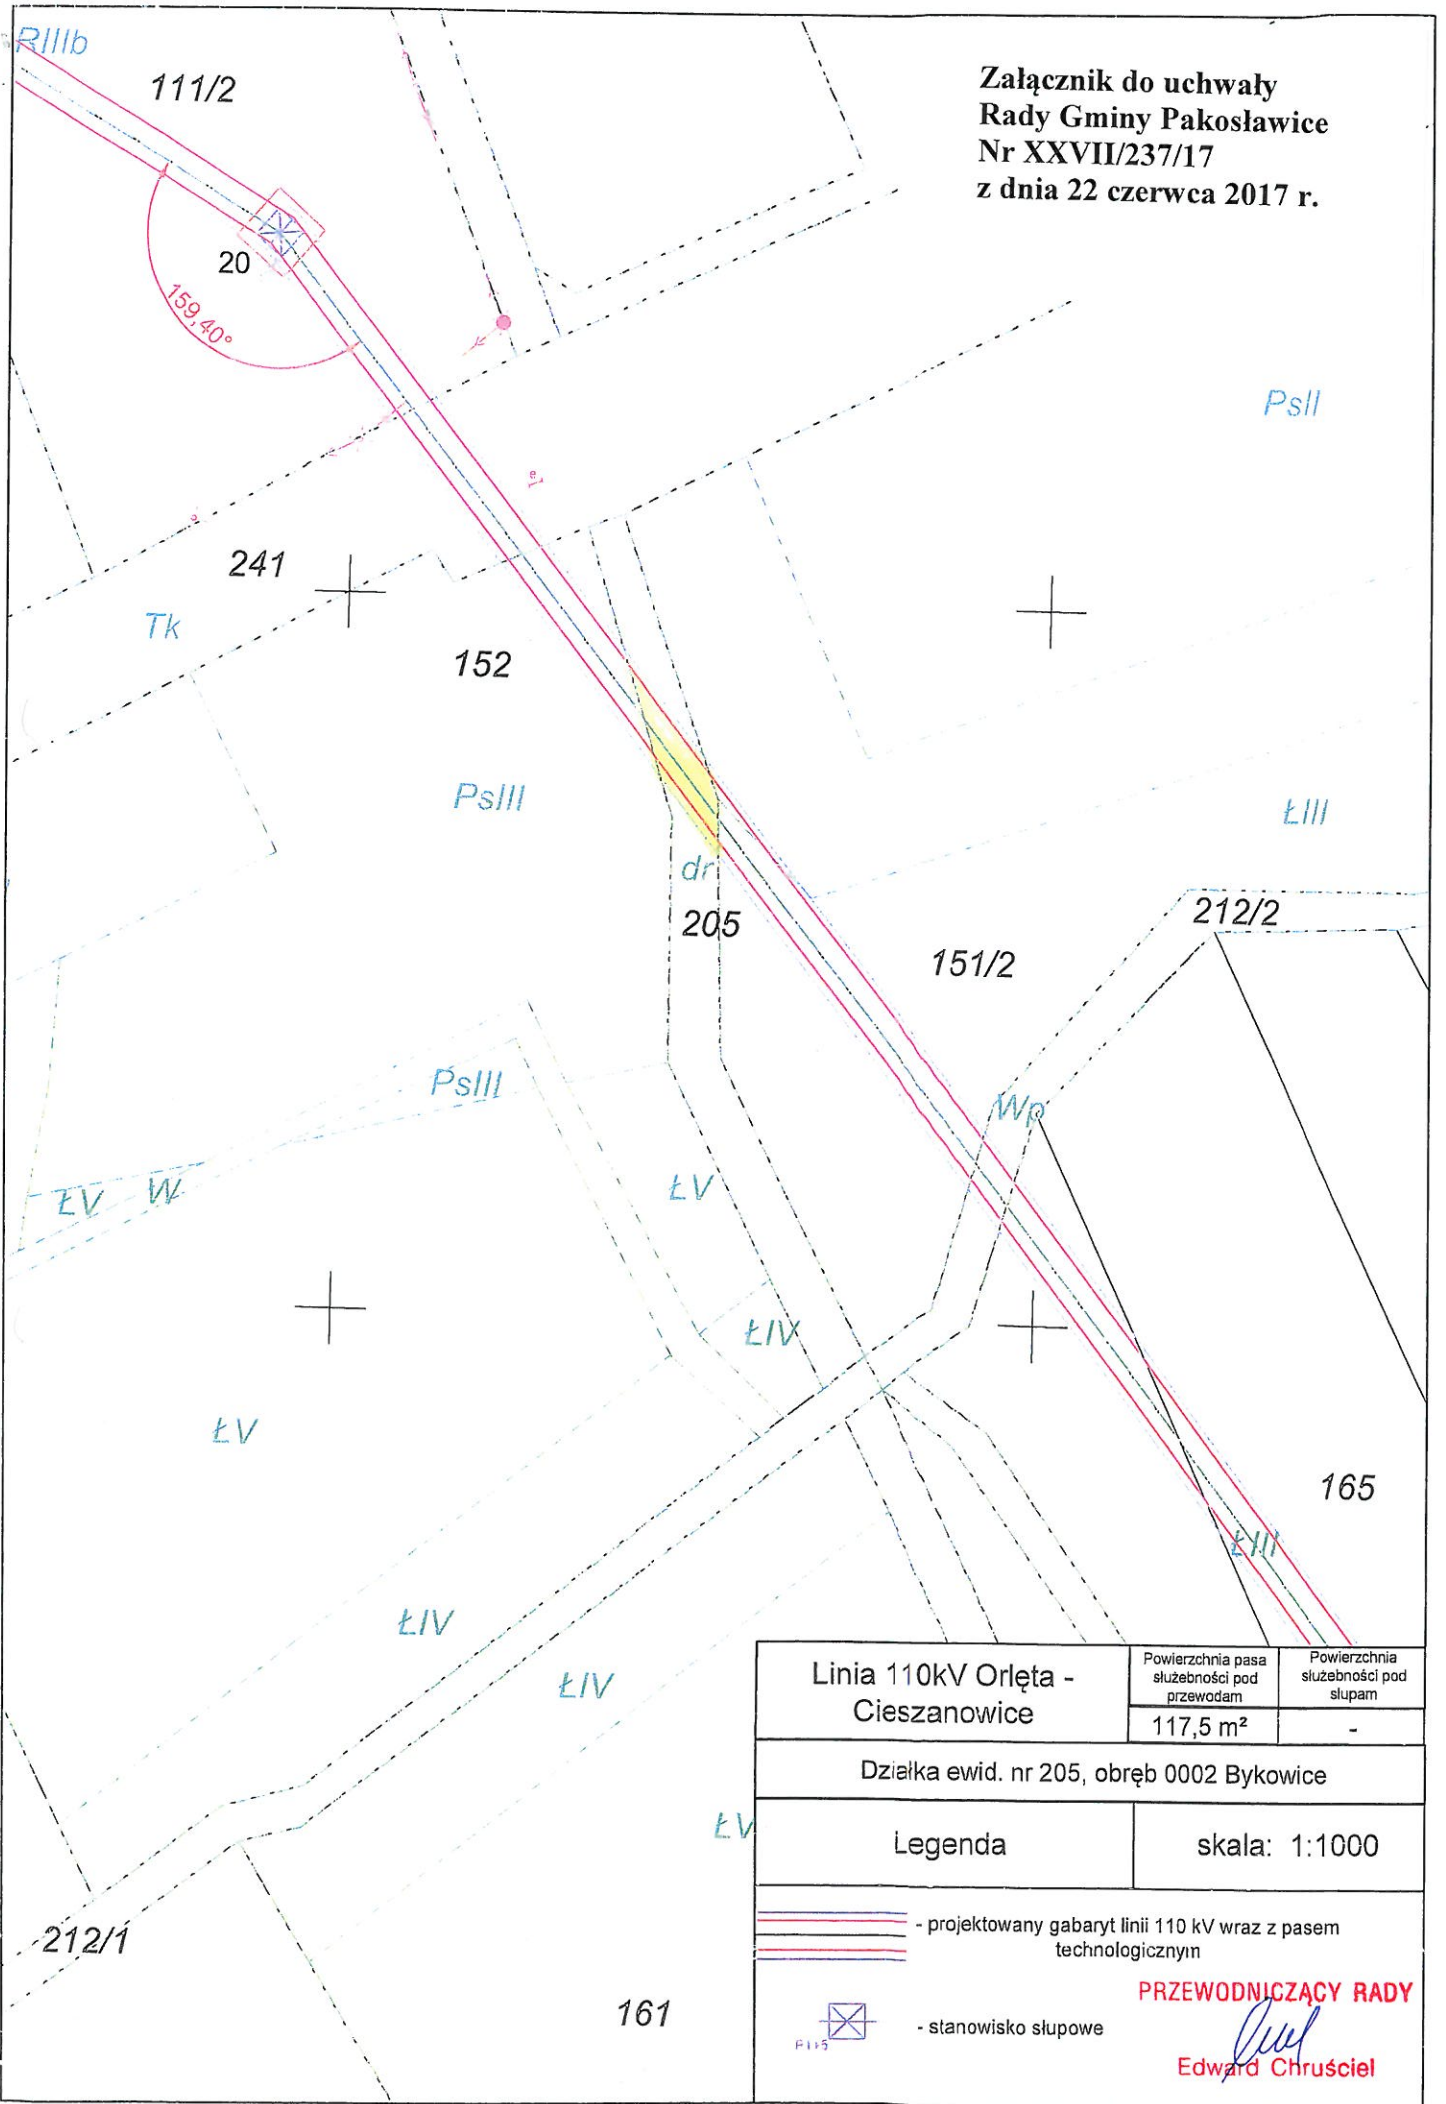 RIIIb
111/2
Załącznik do uchwały
Rady Gminy Pakosławice
Nr XXVII/237/17
z dnia 22 czerwca 2017 r.
20
159,40°
PsII
241
Tk
152
PsIII
ŁIII
dr
205
212/2
151/2
PsIII
Wp
ŁV
W
ŁV
ŁIV
ŁV
165
ŁIII
ŁIV
ŁIV
ŁV
212/1
161
Linia 110kV Orlęta -
Cieszanowice
Powierzchnia pasa
służebności pod
przewodam
Powierzchnia
służebności pod
słupam
117,5 m²
-
Działka ewid. nr 205, obręb 0002 Bykowice
Legenda
skala: 1:1000
- projektowany gabaryt linii 110 kV wraz z pasem
technologicznym
- stanowisko słupowe
PRZEWODNICZĄCY RADY
Edward Chruściel